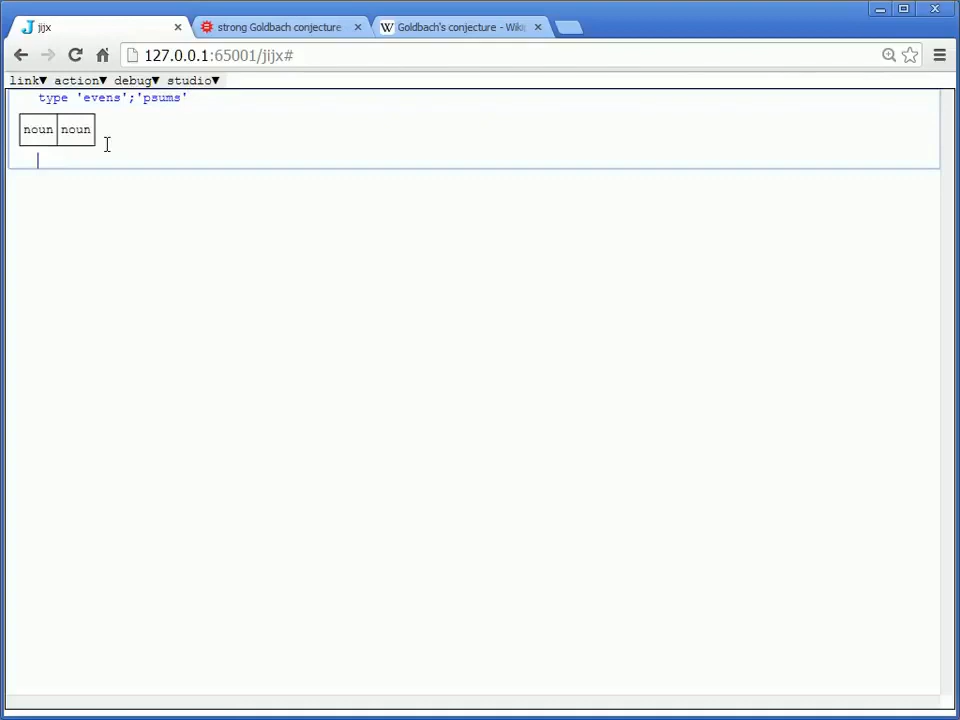 jijx
strong Goldbach conjecture
Goldbach's conjecture - Wiki
127.0.0.1:65001/jijx#
link▼ action▼ debug▼ studio▼
type 'evens';'psums'
noun noun